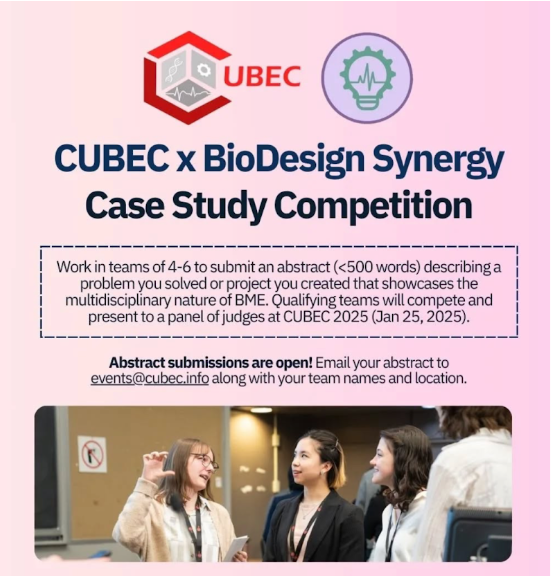 UBEC
CUBEC x BioDesign Synergy
Case Study Competition
Work in teams of 4-6 to submit an abstract (<500 words) describing a
problem you solved or project you created that showcases the
multidisciplinary nature of BME. Qualifying teams will compete and
present to a panel of judges at CUBEC 2025 (Jan 25, 2025).
Abstract submissions are open! Email your abstract to
events@cubec.info along with your team names and location.